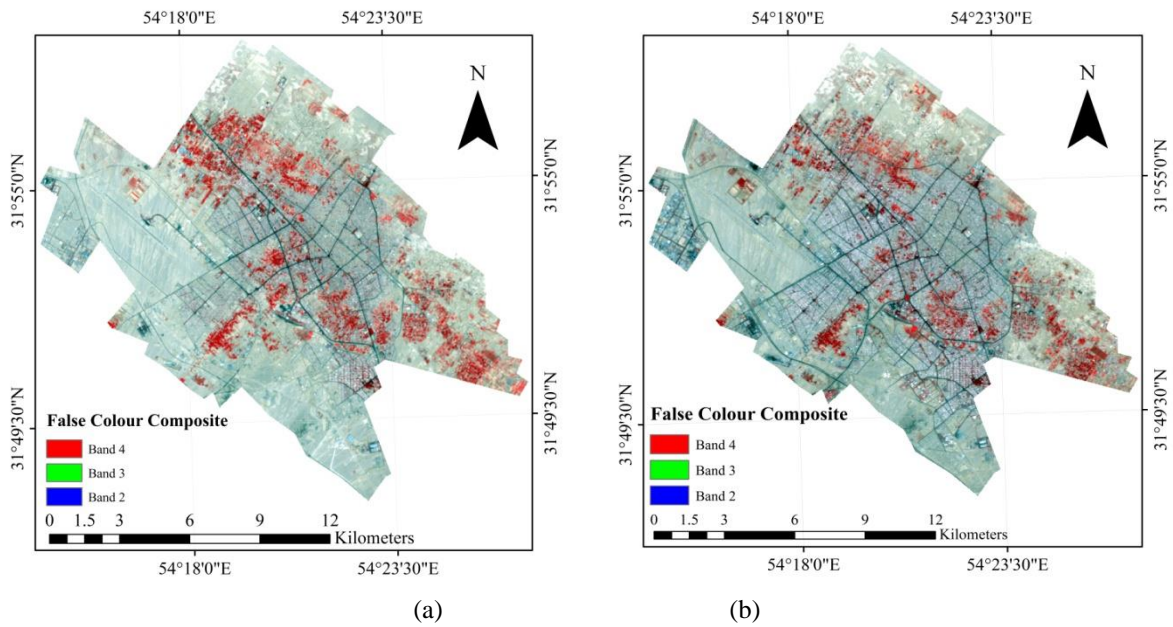 54°18'0"E 54°23'30"E
N
31°55'0"N 31°55'0"N
31°49'30"N 31°49'30"N
False Colour Composite
Band 4
Band 3
Band 2
0 1.5 3 6 9 12
Kilometers
54°18'0"E 54°23'30"E
(a)
54°18'0"E 54°23'30"E
N
31°55'0"N 31°55'0"N
31°49'30"N 31°49'30"N
False Colour Composite
Band 4
Band 3
Band 2
0 1.5 3 6 9 12
Kilometers
54°18'0"E 54°23'30"E
(b)